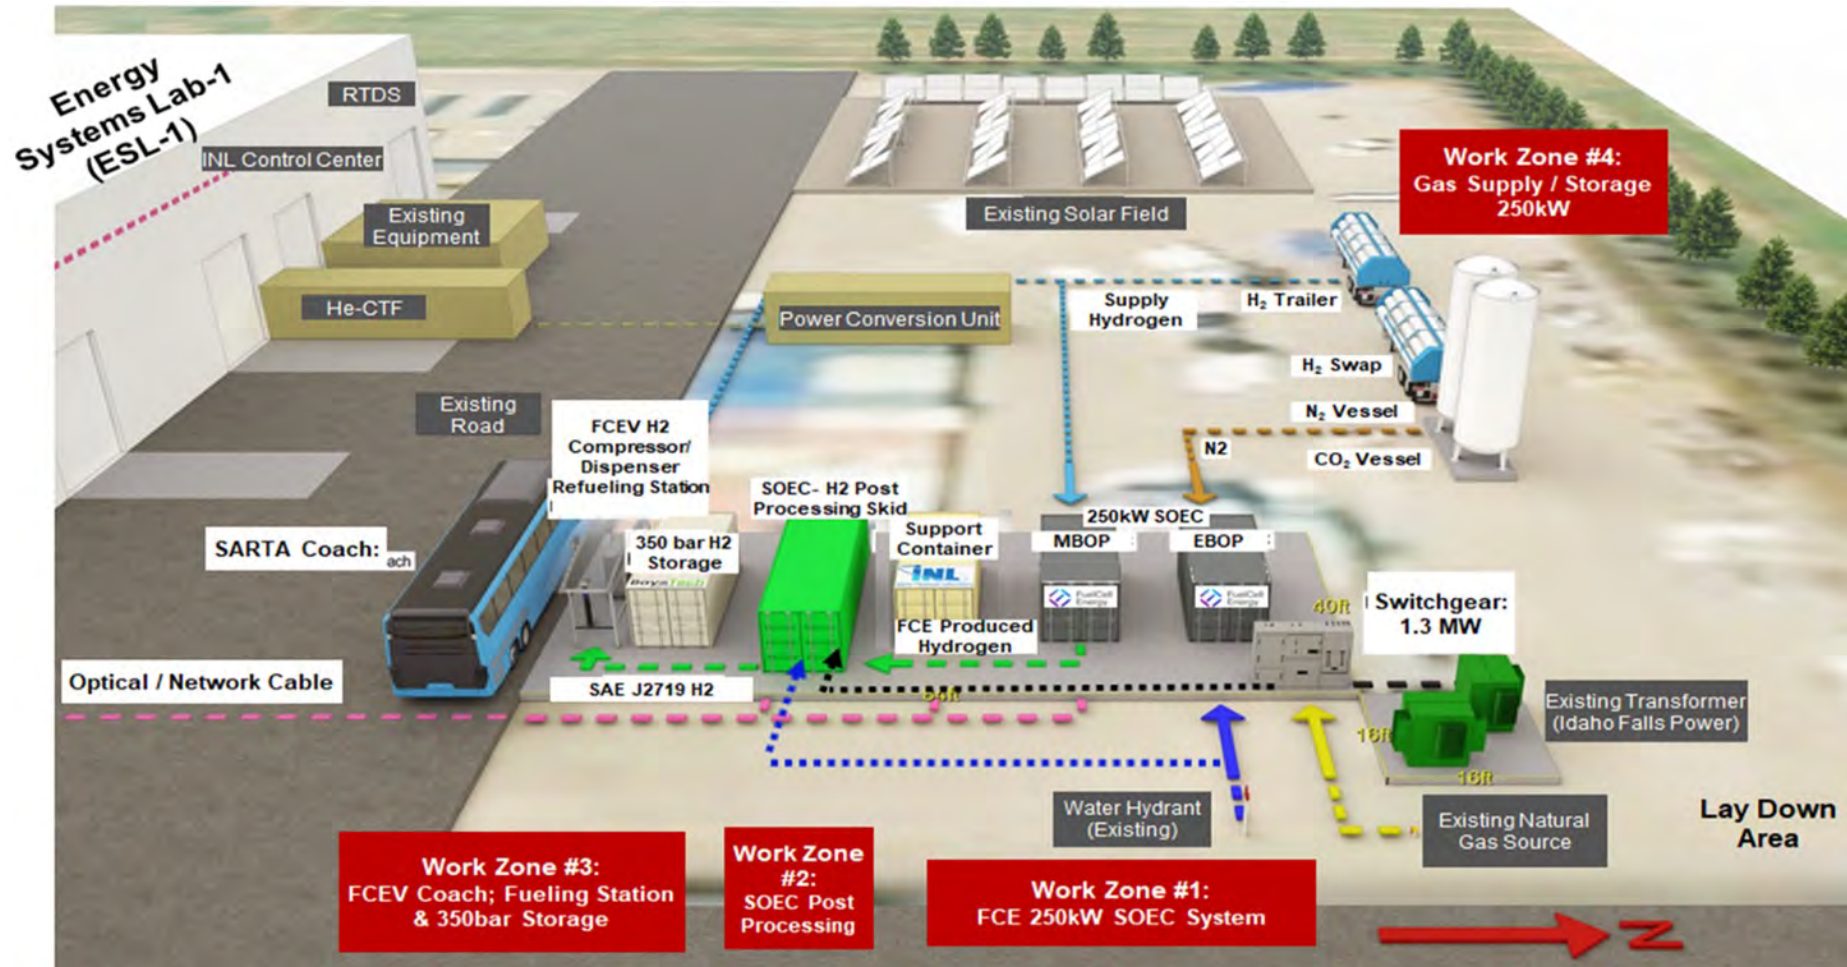 Energy
Systems Lab-1
(ESL-1)
RTDS
INL Control Center
Existing
Equipment
He-CTF
Existing
Road
Existing Solar Field
Work Zone #4:
Gas Supply / Storage
250kW
Power Conversion Unit
Supply
Hydrogen
H₂ Trailer
H₂ Swap
N₂ Vessel
N2
CO₂ Vessel
FCEV H2
Compressor/
Dispenser
Refueling Station
SOEC- H2 Post
Processing Skid
250kW SOEC
MBOP
EBOP
SARTA Coach:
ach
350 bar H2
Storage
Support
Container
INL
FuelCell
Energy
FuelCell
Energy
FCE Produced
Hydrogen
40ft
Switchgear:
1.3 MW
Optical / Network Cable
SAE J2719 H2
Existing Transformer
(Idaho Falls Power)
16ft
16ft
Water Hydrant
(Existing)
Existing Natural
Gas Source
Lay Down
Area
Work Zone #3:
FCEV Coach; Fueling Station
& 350bar Storage
Work Zone
#2:
SOEC Post
Processing
Work Zone #1:
FCE 250kW SOEC System
N